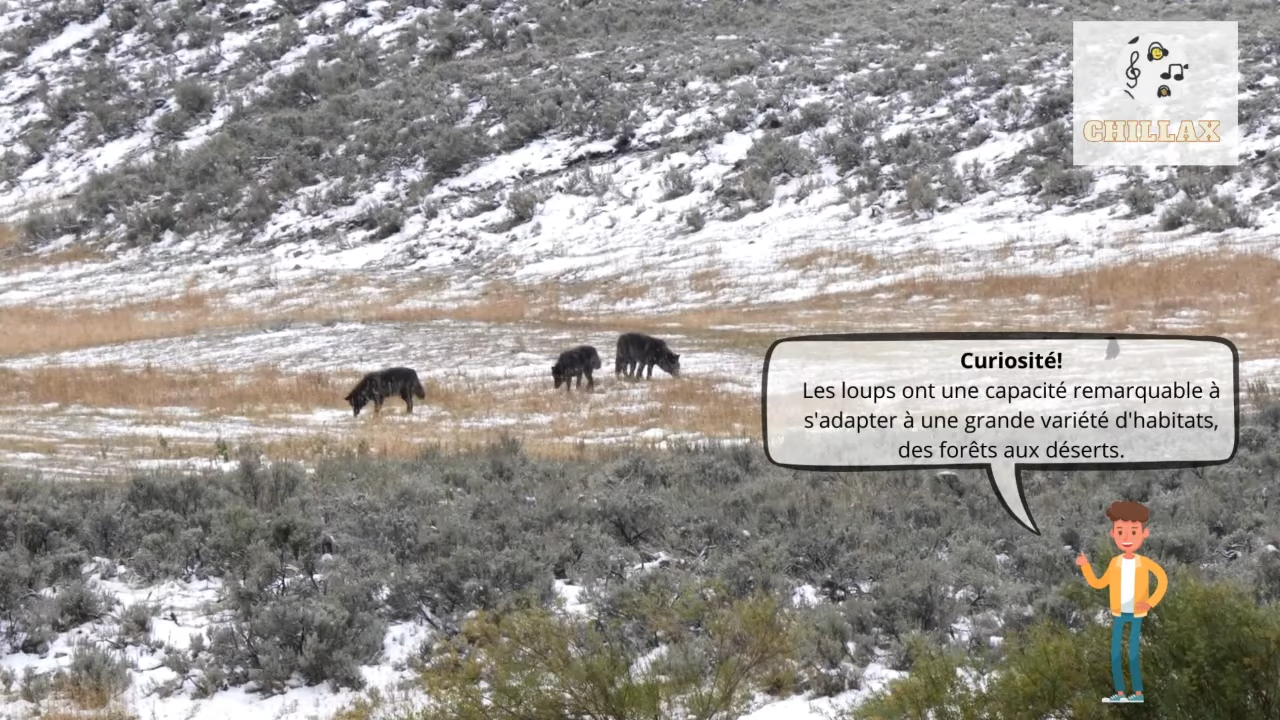 CHILLAX
Curiosité!
Les loups ont une capacité remarquable à
s'adapter à une grande variété d'habitats,
des forêts aux déserts.